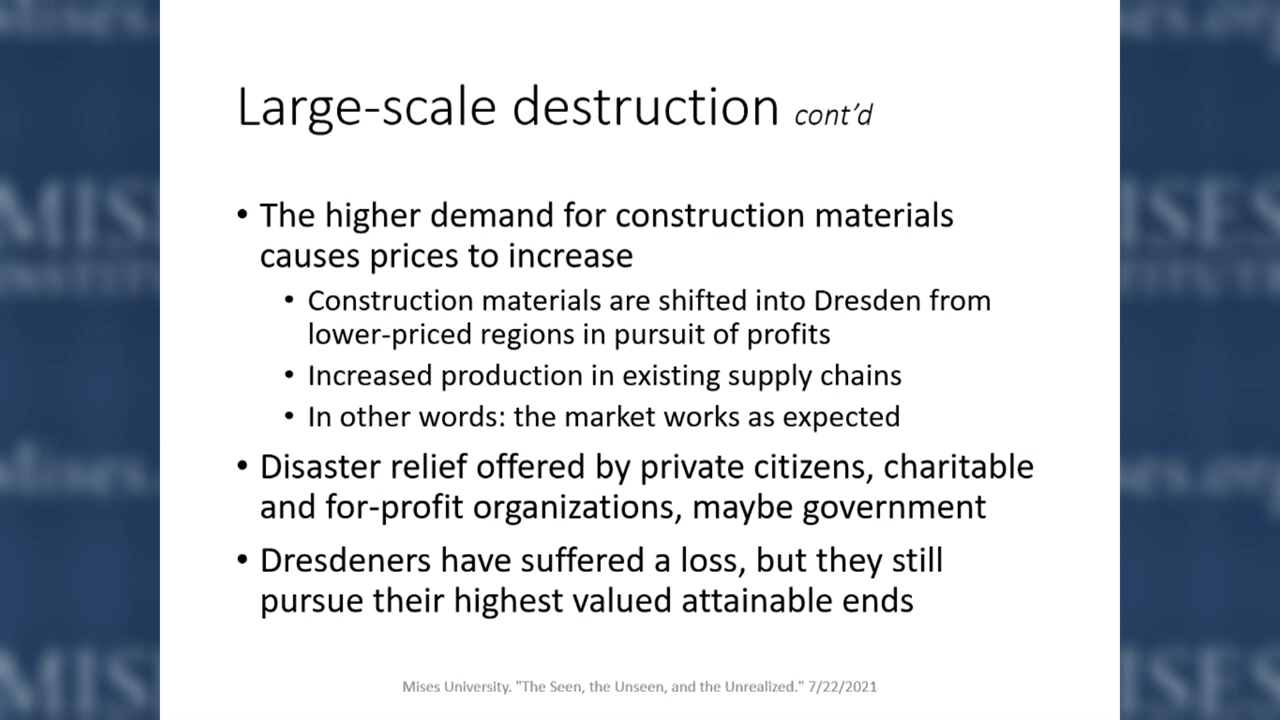 Large-scale destruction cont’d
• The higher demand for construction materials
causes prices to increase
• Construction materials are shifted into Dresden from
lower-priced regions in pursuit of profits
• Increased production in existing supply chains
• In other words: the market works as expected
• Disaster relief offered by private citizens, charitable
and for-profit organizations, maybe government
• Dresdeners have suffered a loss, but they still
pursue their highest valued attainable ends
Mises University. "The Seen, the Unseen, and the Unrealized." 7/22/2021